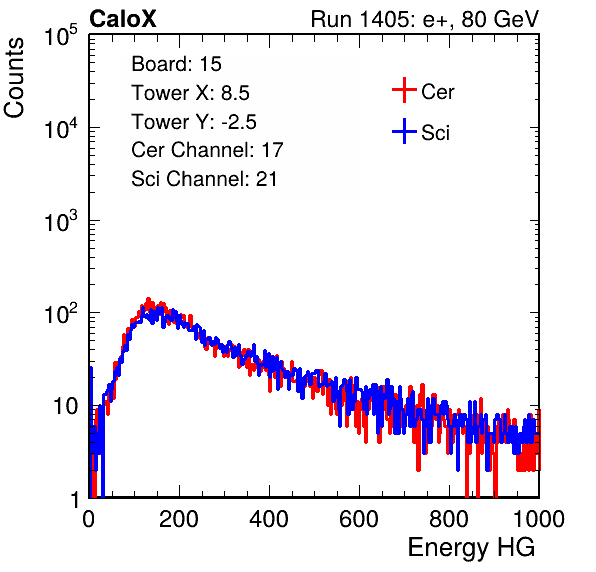 CaloX Run 1405: e+, 80 GeV
Counts
Board: 15
Tower X: 8.5
Tower Y: -2.5
Cer Channel: 17
Sci Channel: 21
Cer
Sci
10^5
10^4
10^3
10^2
10
1
0 200 400 600 800 1000
Energy HG